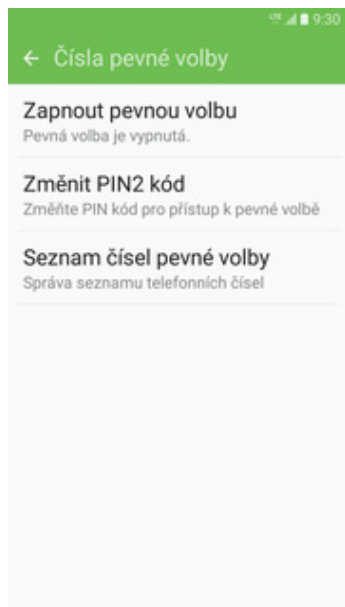 LTE 9:30
Čísla pevné volby
Zapnout pevnou volbu
Pevná volba je vypnutá.
Změnit PIN2 kód
Změňte PIN kód pro přístup k pevné volbě
Seznam čísel pevné volby
Správa seznamu telefonních čísel